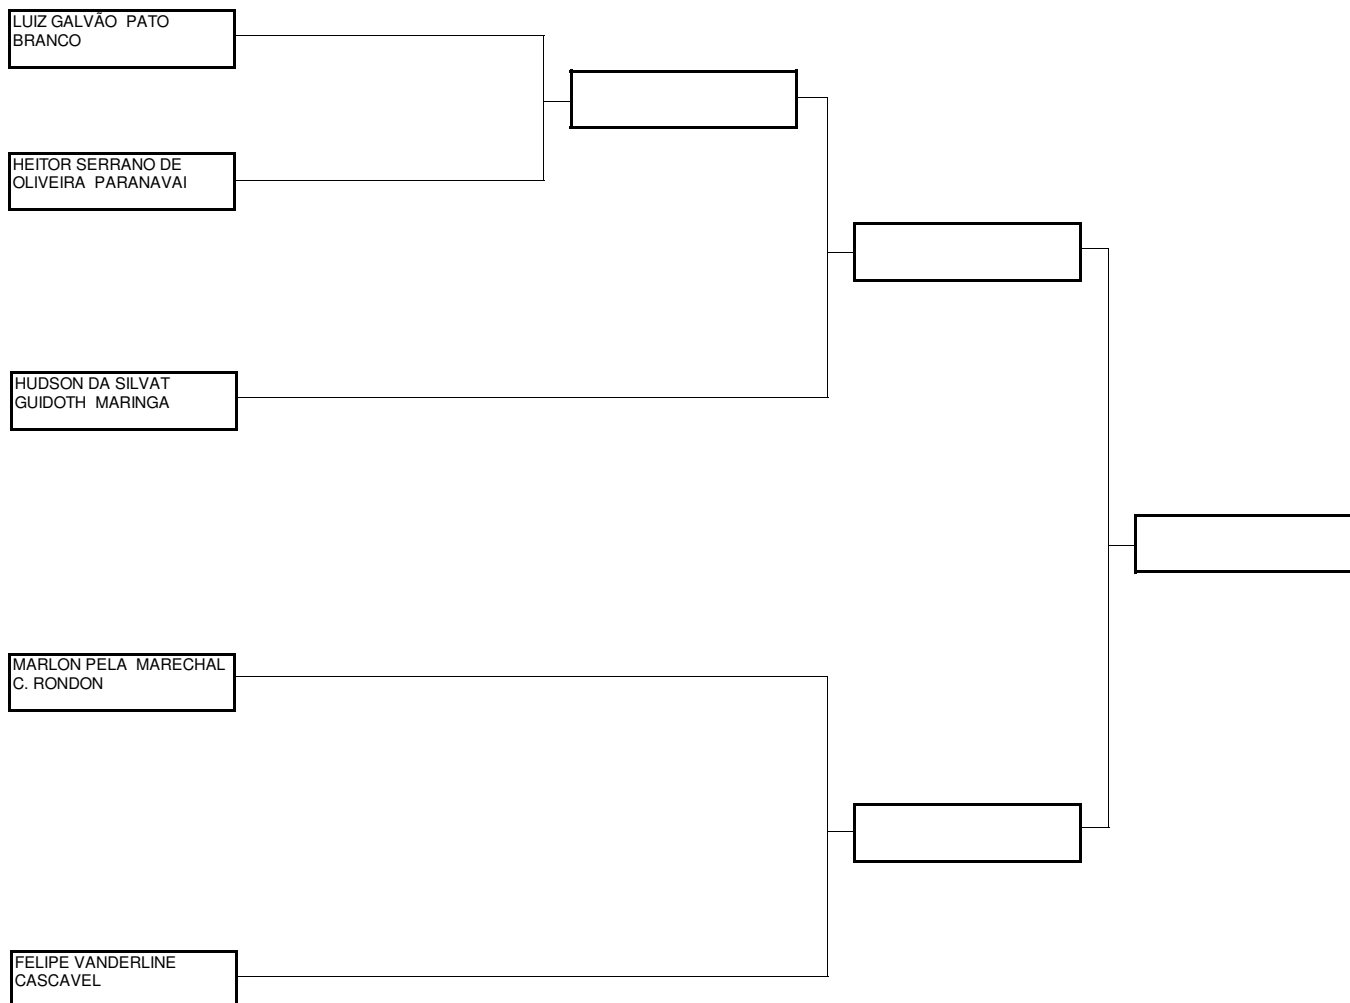 LUIZ GALVÃO  PATO
BRANCO
HEITOR SERRANO DE
OLIVEIRA  PARANAVAI
HUDSON DA SILVAT
GUIDOTH  MARINGA
MARLON PELA  MARECHAL
C. RONDON
FELIPE VANDERLINE
CASCAVEL